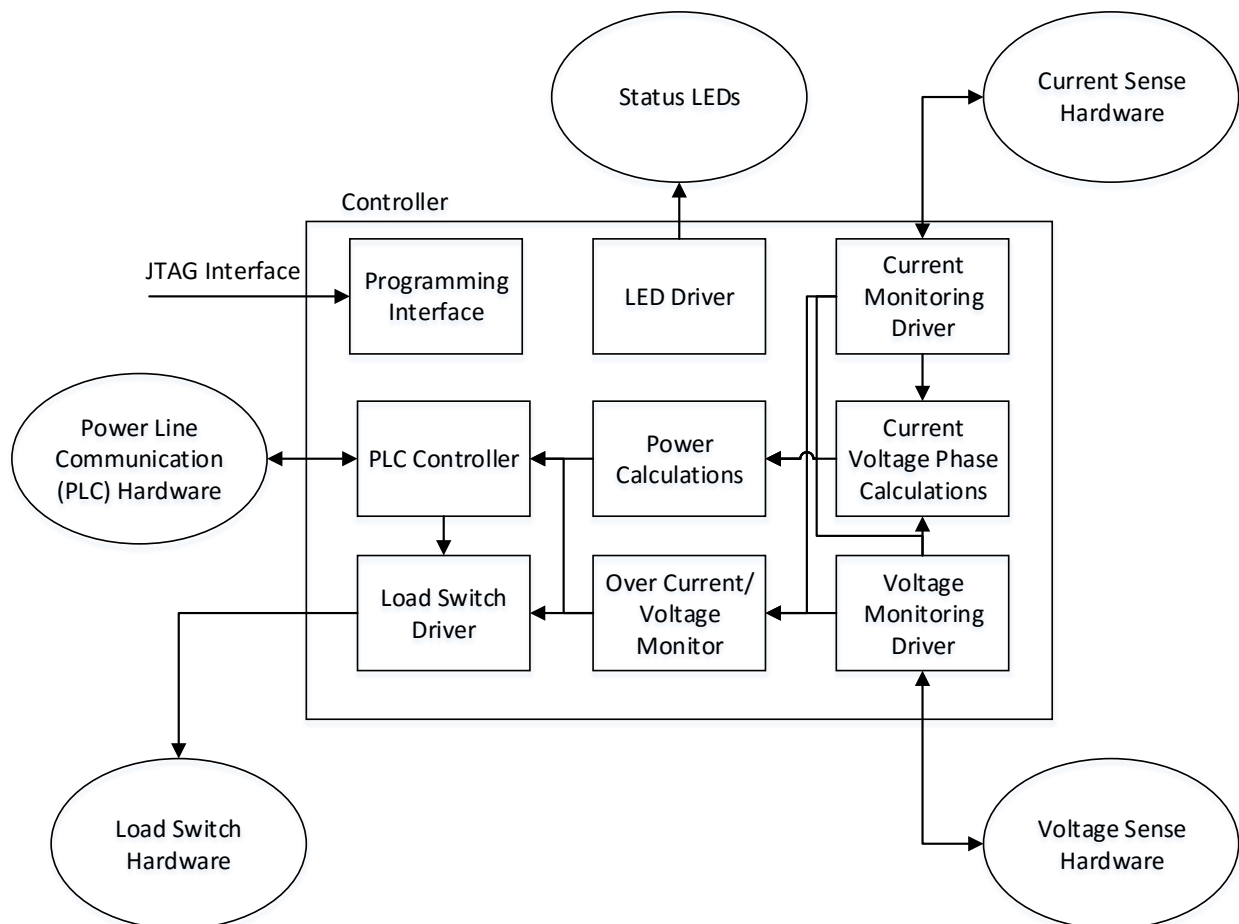 Status LEDs
Current Sense
Hardware
Controller
JTAG Interface
Programming
Interface
LED Driver
Current
Monitoring
Driver
Power Line
Communication
(PLC) Hardware
PLC Controller
Power
Calculations
Current
Voltage Phase
Calculations
Load Switch
Driver
Over Current/
Voltage
Monitor
Voltage
Monitoring
Driver
Load Switch
Hardware
Voltage Sense
Hardware